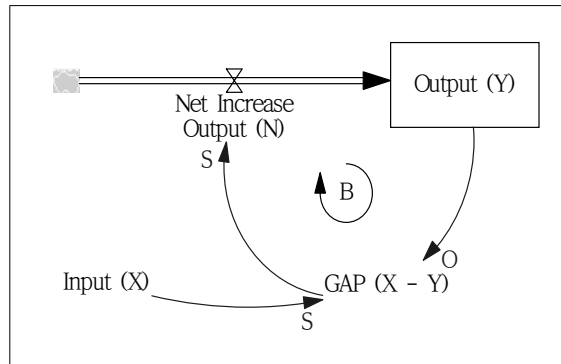 Output (Y)
Net Increase
Output (N)
S
B
O
Input (X)
GAP (X - Y)
S